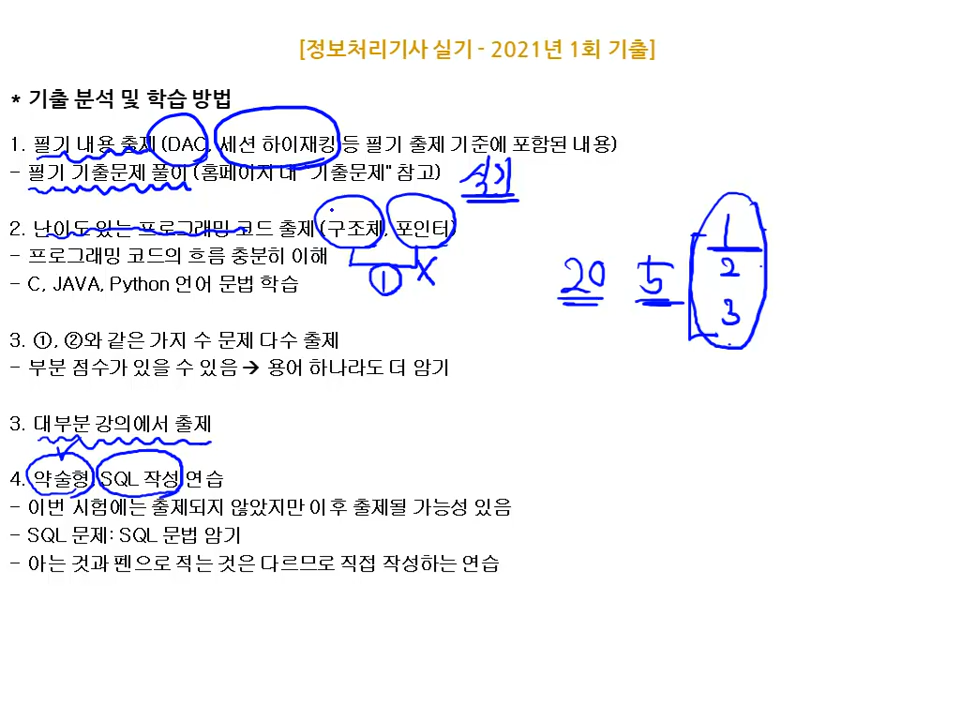 [정보처리기사 실기 - 2021년 1회 기출]
* 기출 분석 및 학습 방법
1. 필기 내용 출제 (DAC, 세션 하이재킹 등 필기 출제 기준에 포함된 내용)
- 필기 기출문제 풀이 (홈페이지 내 "기출문제" 참고)
실기
2. 난이도 있는 프로그래밍 코드 출제 (구조체, 포인터)
- 프로그래밍 코드의 흐름 충분히 이해
① X
20 5 1
2
3
- C, JAVA, Python 언어 문법 학습
3. ①, ②와 같은 가지 수 문제 다수 출제
- 부분 점수가 있을 수 있음 → 용어 하나라도 더 암기
3. 대부분 강의에서 출제
4. 약술형, SQL 작성 연습
- 이번 시험에는 출제되지 않았지만 이후 출제될 가능성 있음
- SQL 문제: SQL 문법 암기
- 아는 것과 펜으로 적는 것은 다르므로 직접 작성하는 연습